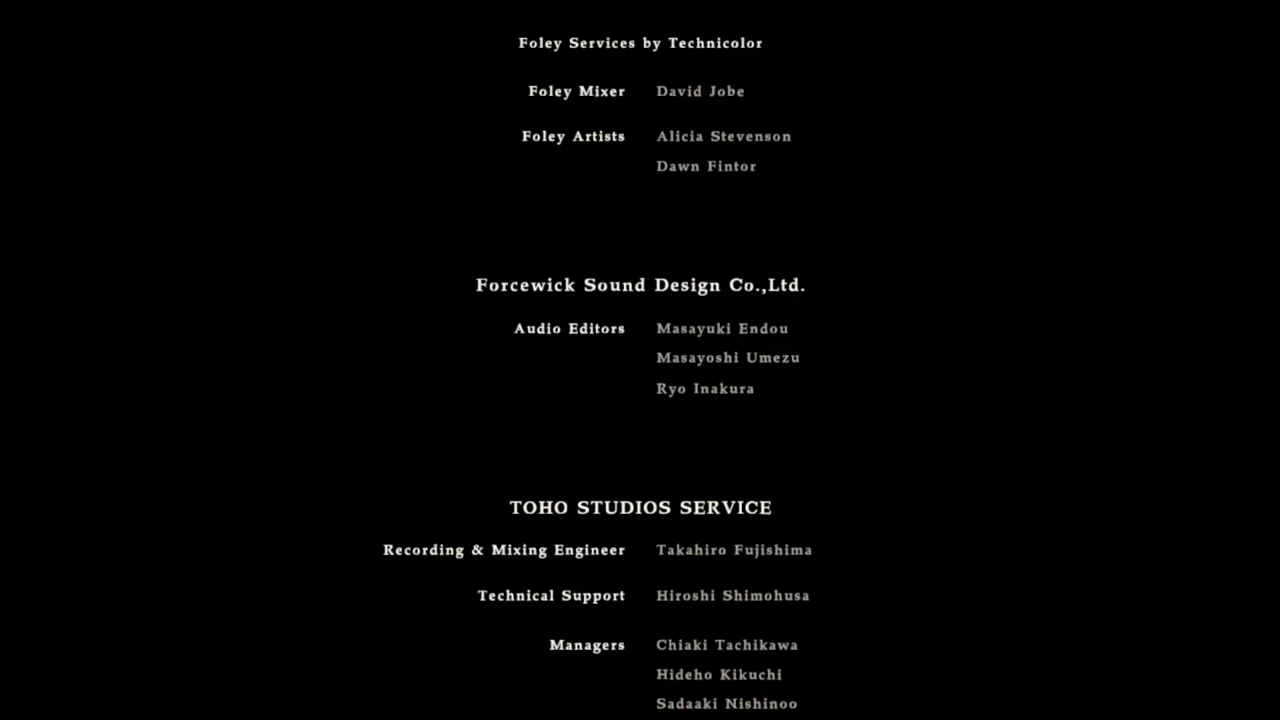 Foley Services by Technicolor
Foley Mixer David Jobe
Foley Artists Alicia Stevenson
Dawn Fintor
Forcewick Sound Design Co.,Ltd.
Audio Editors Masayuki Endou
Masayoshi Umezu
Ryo Inakura
TOHO STUDIOS SERVICE
Recording & Mixing Engineer Takahiro Fujishima
Technical Support Hiroshi Shimohusa
Managers Chiaki Tachikawa
Hideho Kikuchi
Sadaaki Nishinoo